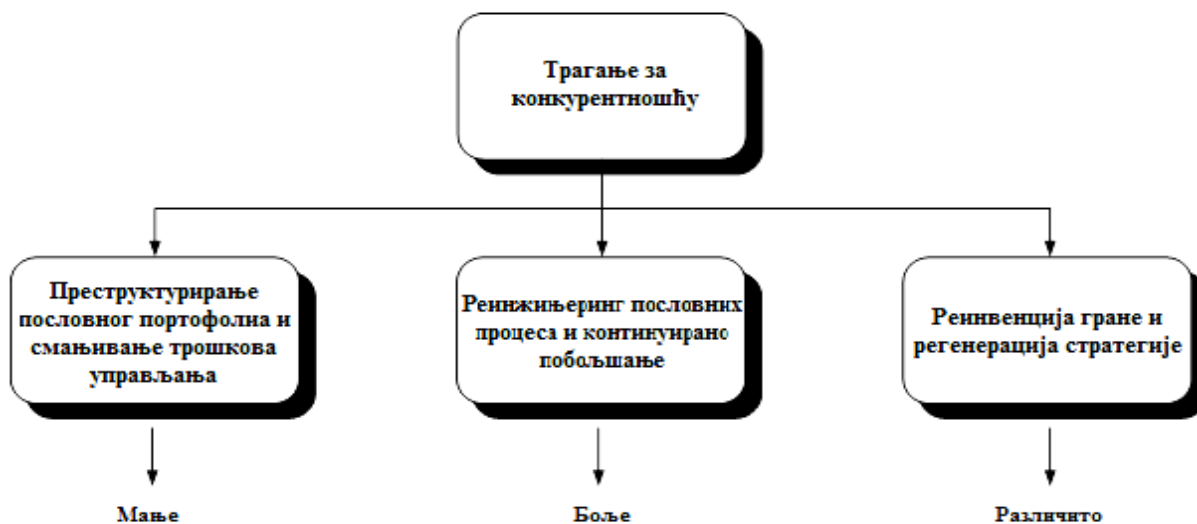 Трагање за
конкурентношћу
Преструктурирање
пословног портофолиа и
смањивање трошкова
управљања
Реинжињеринг пословних
процеса и континуирано
побољшање
Реинвенција гране и
регенерација стратегије
Мање
Боље
Различито